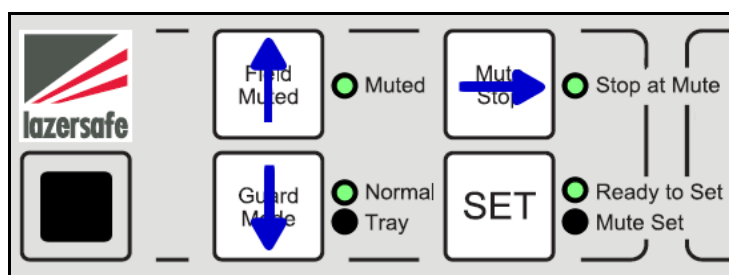 Field
Muted
Muted
Mute
Stop
Stop at Mute
lazersafe
Guard
Mode
Normal
Tray
SET
Ready to Set
Mute Set